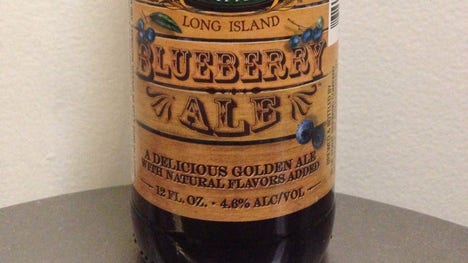 LONG ISLAND
BLUEBERRY
ALE
A DELICIOUS GOLDEN ALE
WITH NATURAL FLAVORS ADDED
12 FL. OZ. • 4.6% ALC/VOL